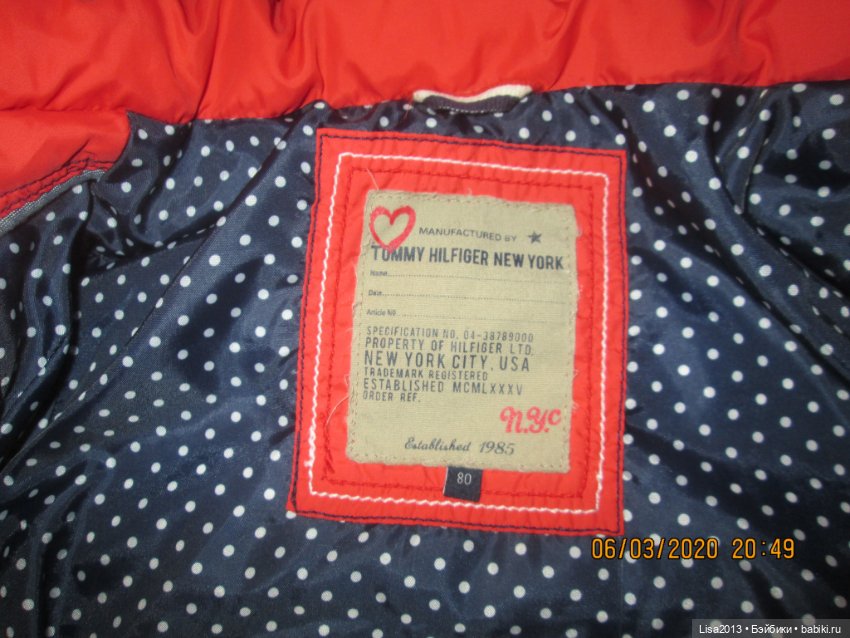 MANUFACTURED BY
TOMMY HILFIGER NEW YORK
Name
Date
Article No.
SPECIFICATION NO. 04-38789000
PROPERTY OF HILFIGER LTD.
NEW YORK CITY, USA
TRADEMARK REGISTERED
ESTABLISHED MCMLXXXV
ORDER REF.
N.Y.C
Established 1985
80
06/03/2020 20:49
Lisa2013 • Бэйбики • babiki.ru